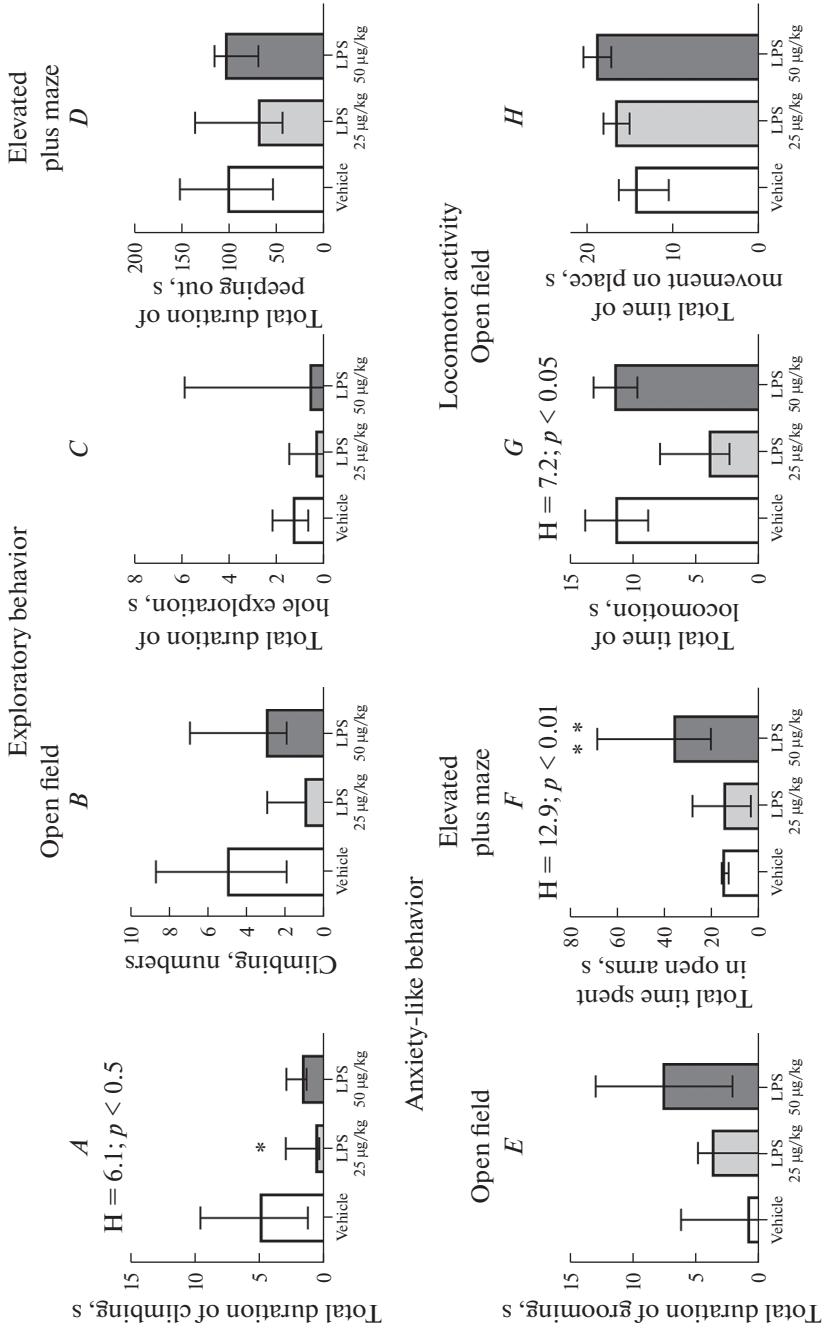 Exploratory behavior
Open field
Elevated
plus maze
A
H = 6.1; p < 0.5
Total duration of climbing, s
15
10
5
0
*
Vehicle
LPS
25 µg/kg
LPS
50 µg/kg
B
Climbing, numbers
10
8
6
4
2
0
Vehicle
LPS
25 µg/kg
LPS
50 µg/kg
C
Total duration of
hole exploration, s
8
6
4
2
0
Vehicle
LPS
25 µg/kg
LPS
50 µg/kg
D
Total duration of
peeping out, s
200
150
100
50
0
Vehicle
LPS
25 µg/kg
LPS
50 µg/kg
Anxiety-like behavior
Open field
Elevated
plus maze
Locomotor activity
Open field
E
Total duration of grooming,
s
15
10
5
0
Vehicle
LPS
25 µg/kg
LPS
50 µg/kg
F
H = 12.9; p < 0.01
Total time spent
in open arms, s
80
60
40
20
0
* *
Vehicle
LPS
25 µg/kg
LPS
50 µg/kg
G
H = 7.2; p < 0.05
Total time of
locomotion, s
15
10
5
0
Vehicle
LPS
25 µg/kg
LPS
50 µg/kg
H
Total time of
movement on place, s
20
10
0
Vehicle
LPS
25 µg/kg
LPS
50 µg/kg